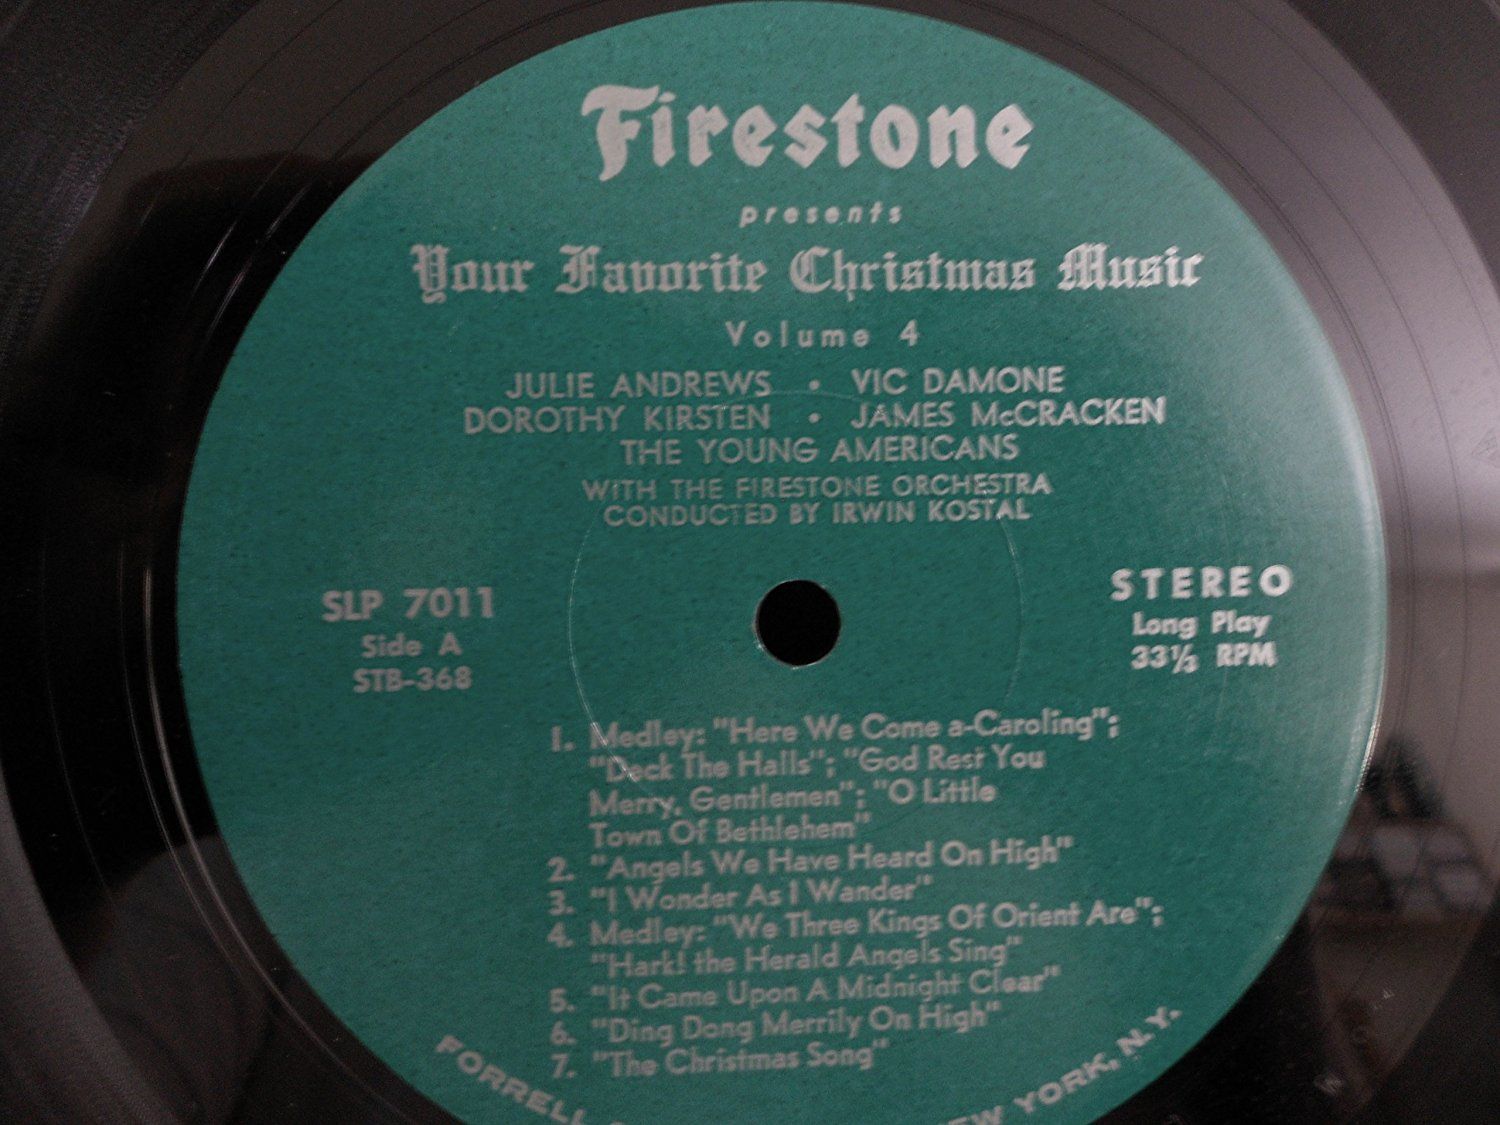 Firestone
presents
Your Favorite Christmas Music
Volume 4
JULIE ANDREWS • VIC DAMONE
DOROTHY KIRSTEN • JAMES McCRACKEN
THE YOUNG AMERICANS
WITH THE FIRESTONE ORCHESTRA
CONDUCTED BY IRWIN KOSTAL
SLP 7011
Side A
STB-368
STEREO
Long Play
33⅓ RPM
1. Medley: "Here We Come a-Caroling";
"Deck The Halls"; "God Rest You
Merry, Gentlemen"; "O Little
Town Of Bethlehem"
2. "Angels We Have Heard On High"
3. "I Wonder As I Wander"
4. Medley: "We Three Kings Of Orient Are";
"Hark! the Herald Angels Sing"
5. "It Came Upon A Midnight Clear"
6. "Ding Dong Merrily On High"
7. "The Christmas Song"
FORRELL EW YORK, N.Y.